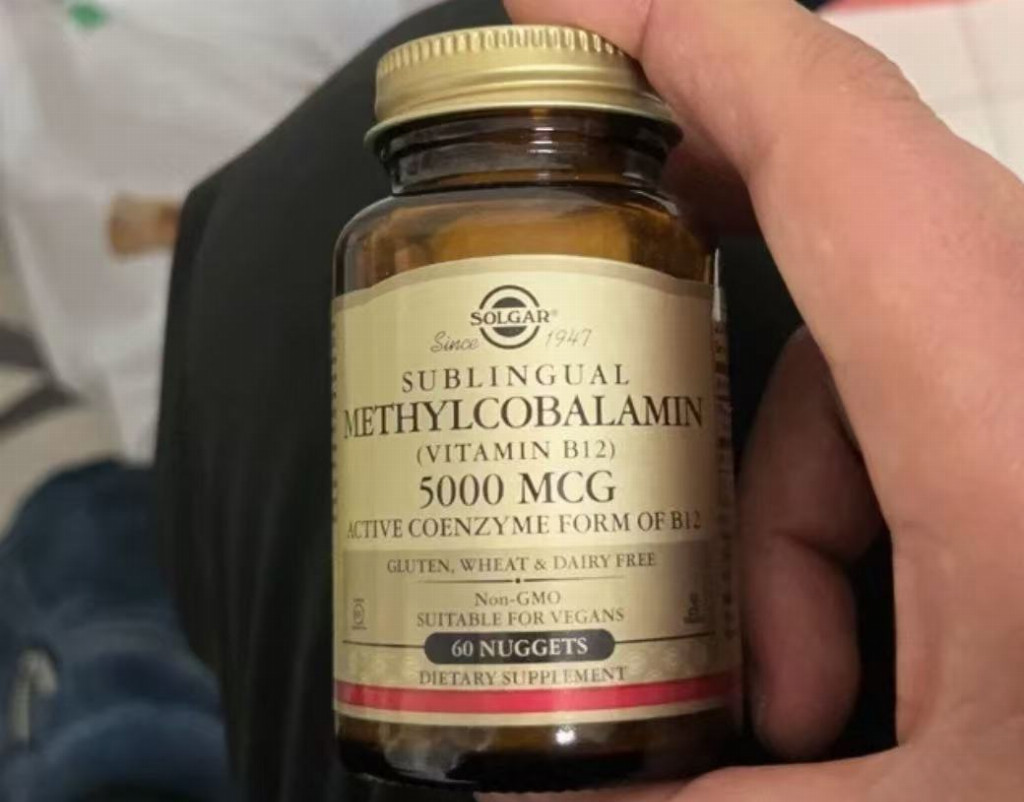 SOLGAR®
Since 1947
SUBLINGUAL
METHYLCOBALAMIN
(VITAMIN B12)
5000 MCG
ACTIVE COENZYME FORM OF B12
GLUTEN, WHEAT & DAIRY FREE
Non-GMO
SUITABLE FOR VEGANS
60 NUGGETS
DIETARY SUPPLEMENT